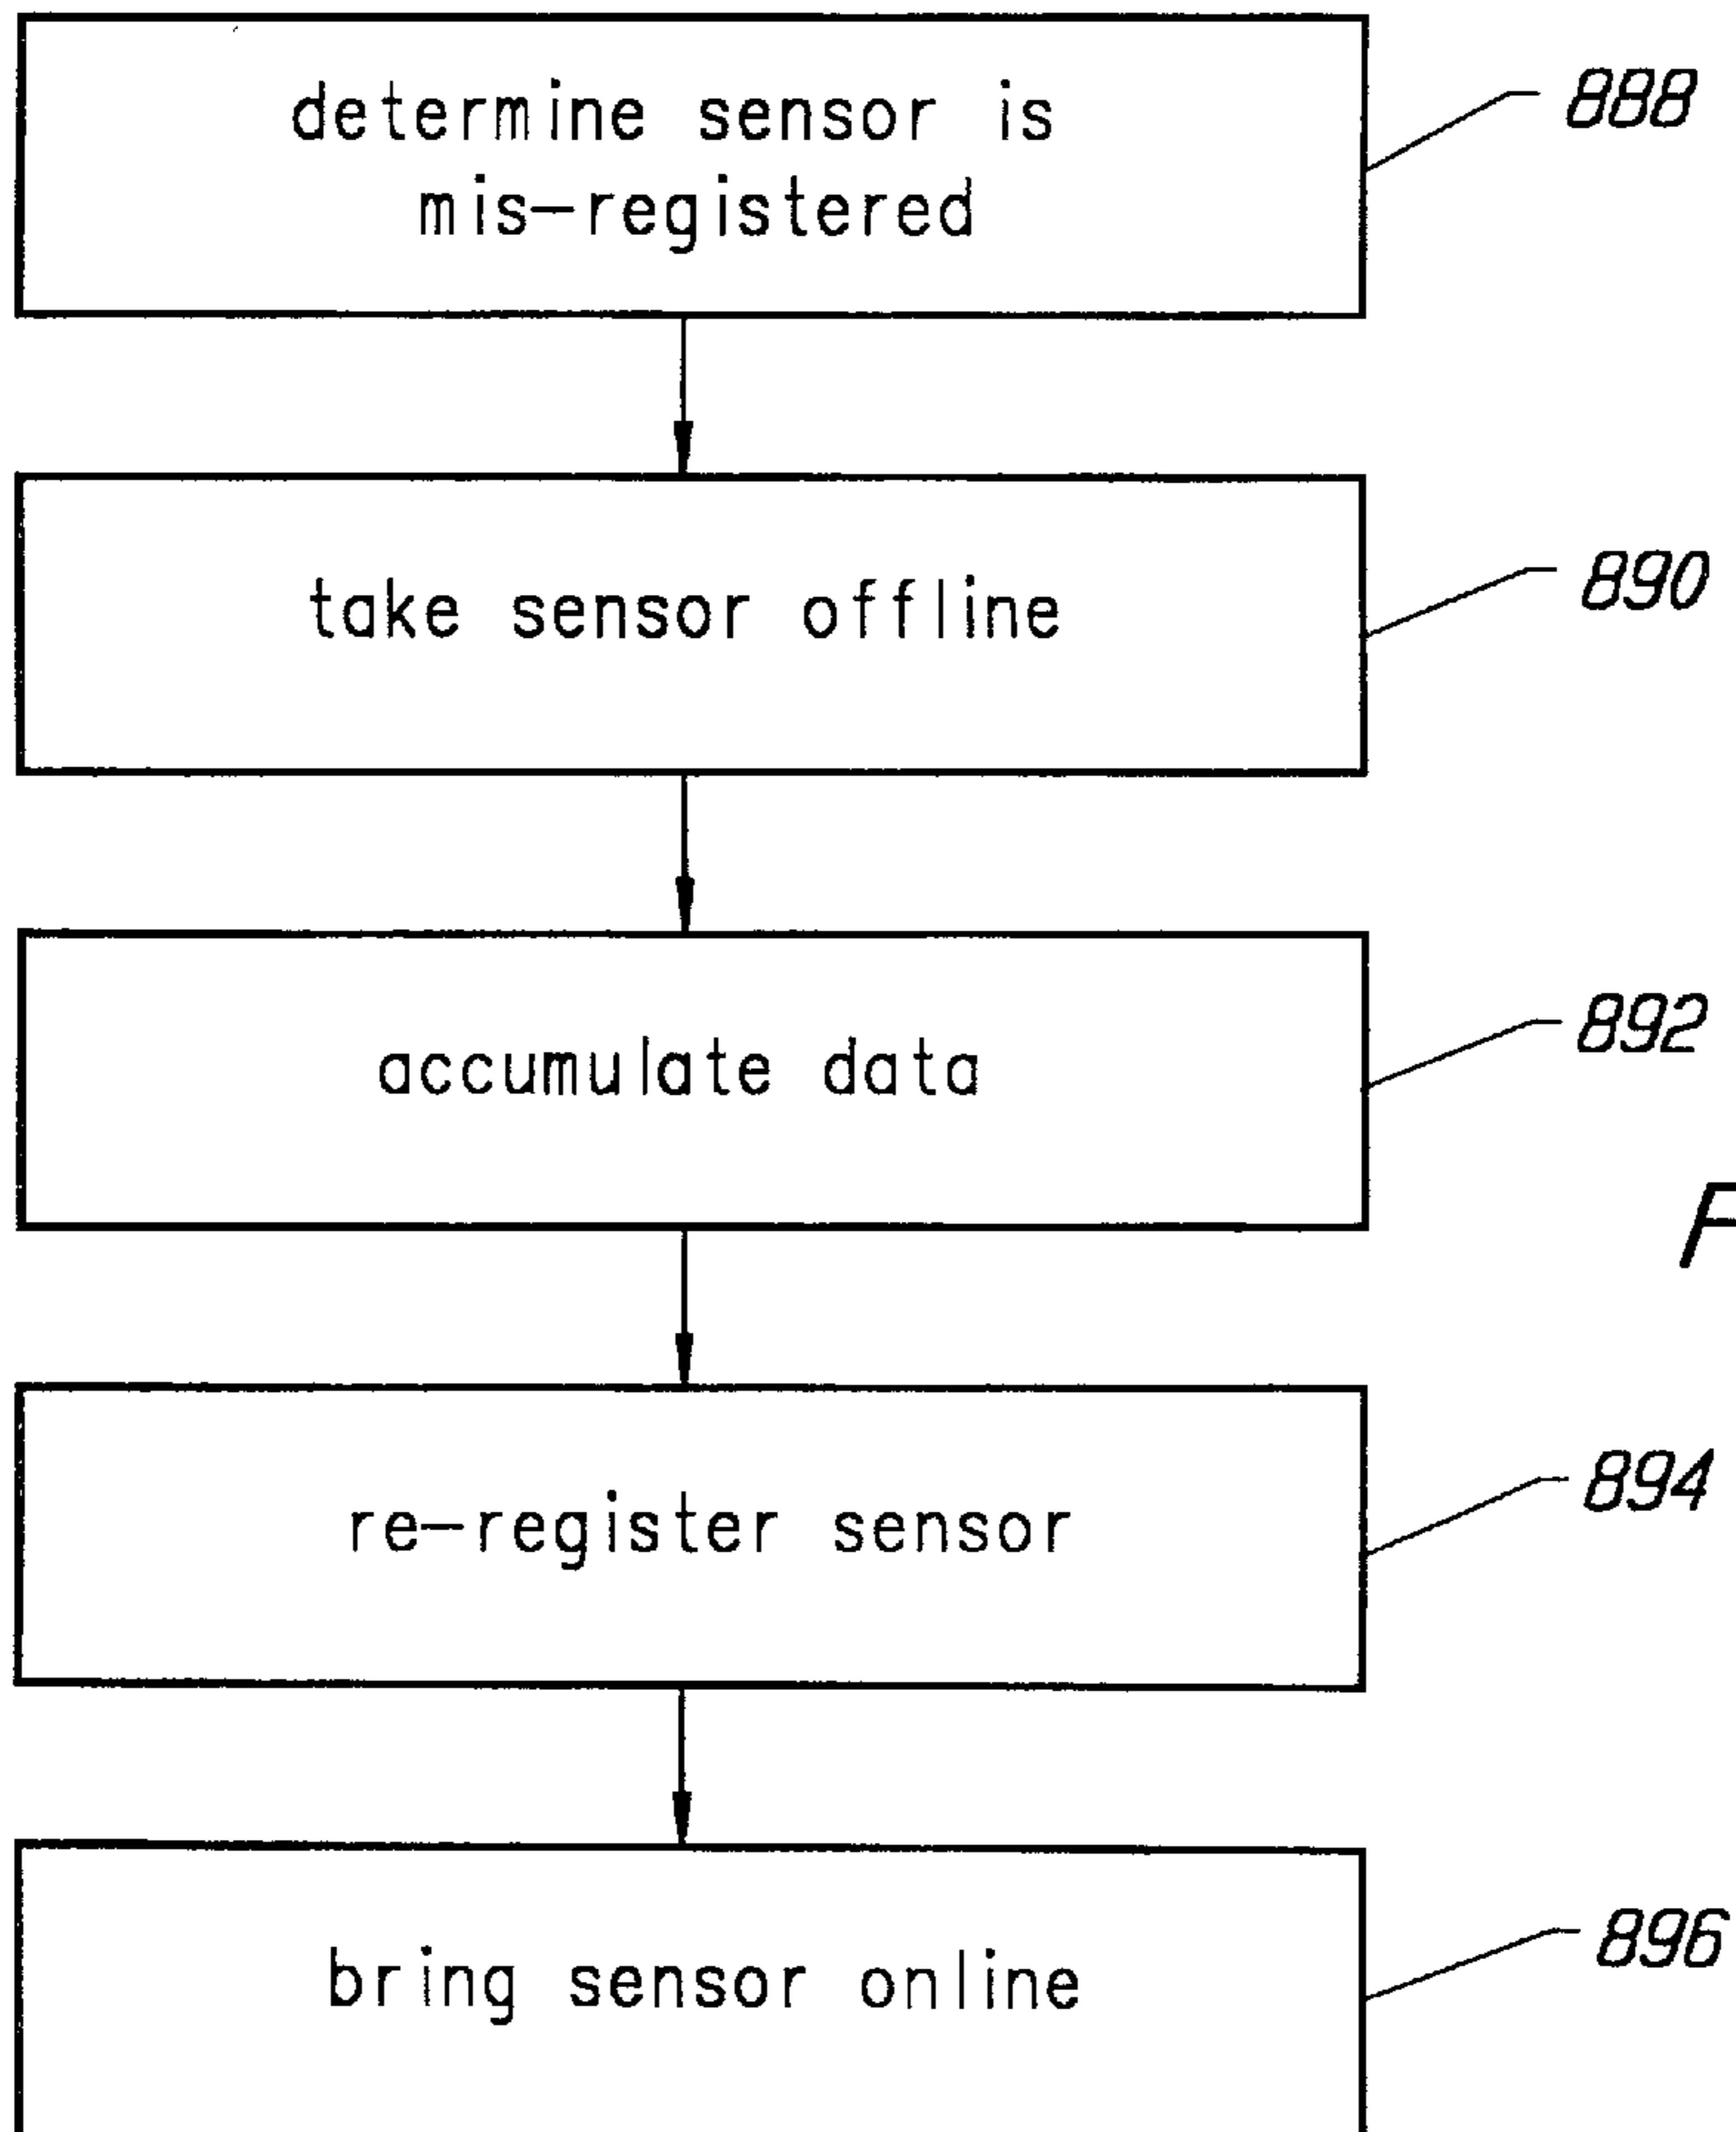 determine sensor is
mis-registered
888
take sensor offline
890
accumulate data
892
F
re-register sensor
894
bring sensor online
896